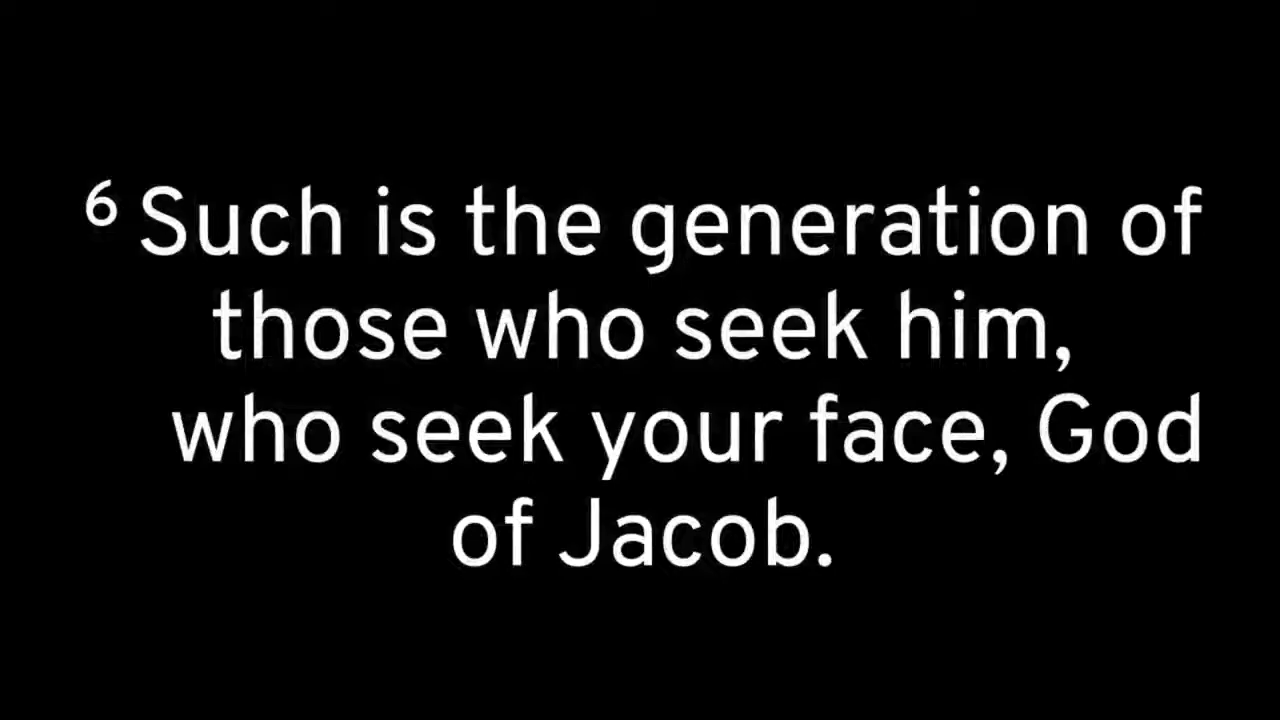 ⁶ Such is the generation of
those who seek him,
who seek your face, God
of Jacob.